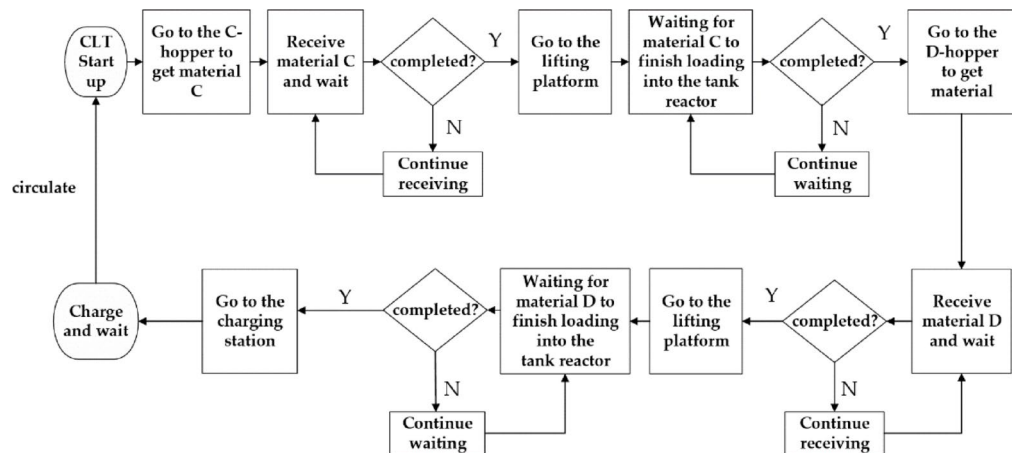 CLT
Start
up
Go to the C-
hopper to
get material
C
Receive
material C
and wait
completed?
Y
N
Continue
receiving
Go to the
lifting
platform
Waiting for
material C to
finish loading
into the tank
reactor
completed?
Y
N
Continue
waiting
Go to the
D-hopper to
get
material
circulate
Receive
material D
and wait
completed?
Y
N
Continue
receiving
Go to the
lifting
platform
Waiting for
material D to
finish loading
into the
tank reactor
completed?
Y
N
Continue
waiting
Go to the
charging
station
Charge
and wait